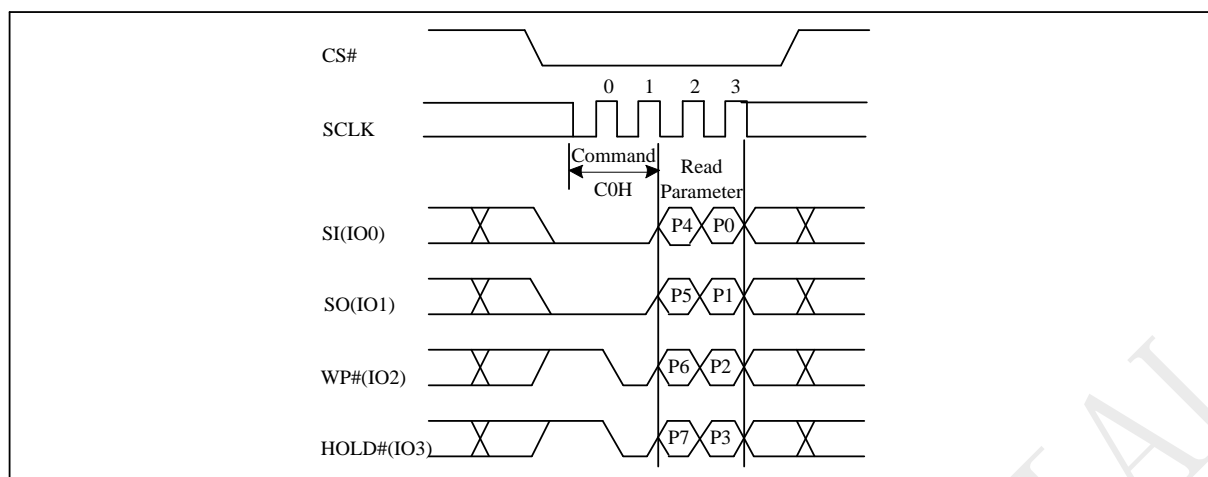 CS#
0 1 2 3
SCLK
Command
C0H
Read
Parameter
SI(IO0)
P4 P0
SO(IO1)
P5 P1
WP#(IO2)
P6 P2
HOLD#(IO3)
P7 P3